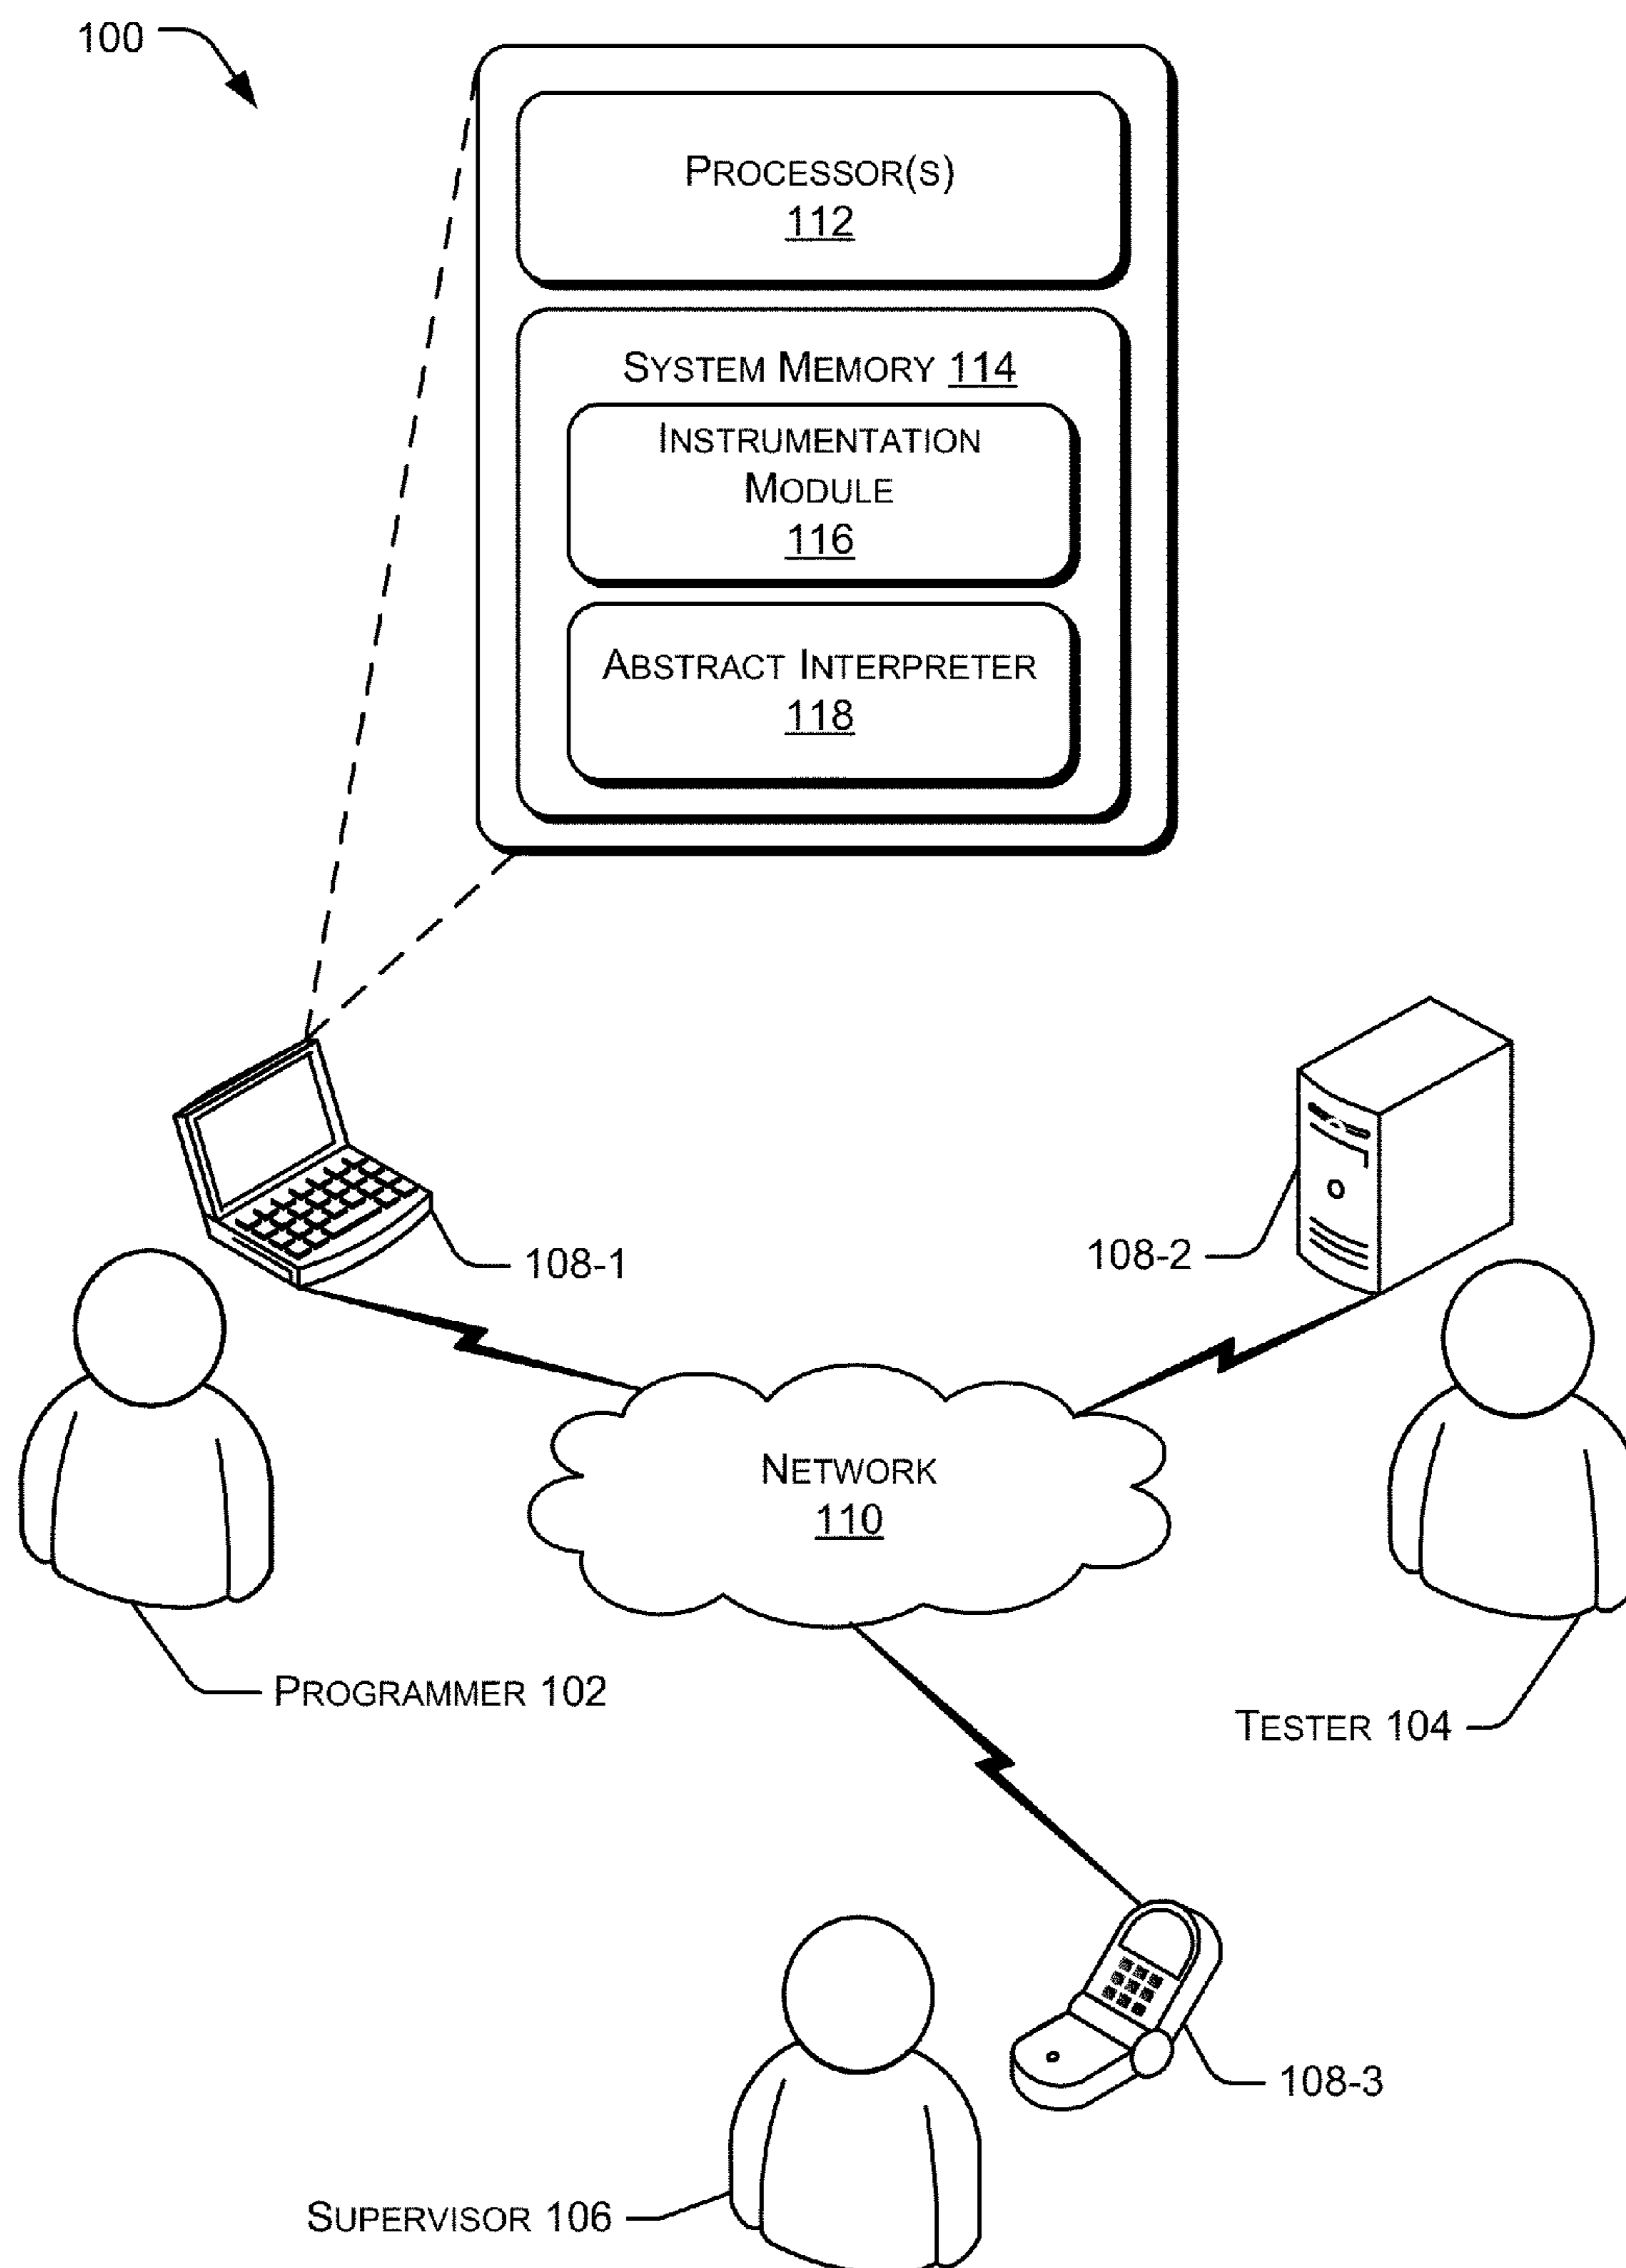 100
PROCESSOR(S)
112
SYSTEM MEMORY 114
INSTRUMENTATION
MODULE
116
ABSTRACT INTERPRETER
118
108-1
108-2
NETWORK
110
PROGRAMMER 102
TESTER 104
108-3
SUPERVISOR 106